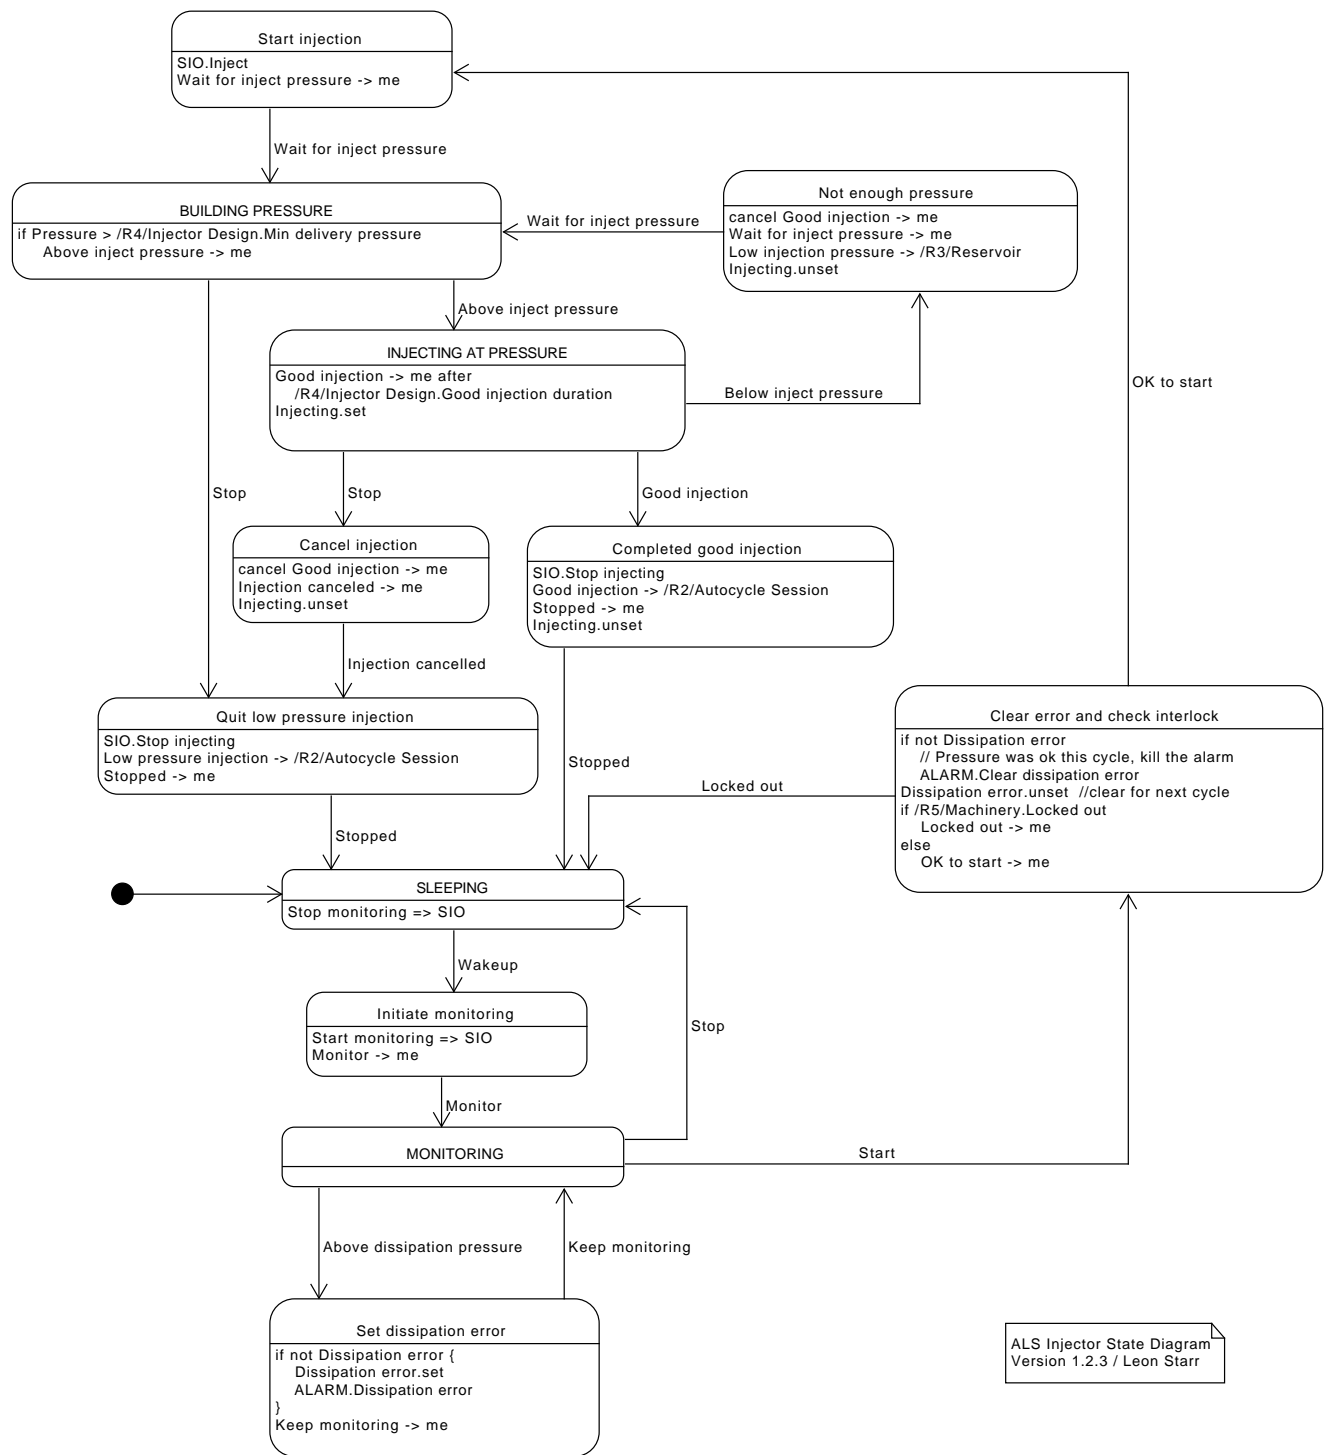 Start injection
SIO.Inject
Wait for inject pressure -> me
Wait for inject pressure
BUILDING PRESSURE
if Pressure > /R4/Injector Design.Min delivery pressure
Above inject pressure -> me
Wait for inject pressure
Not enough pressure
cancel Good injection -> me
Wait for inject pressure -> me
Low injection pressure -> /R3/Reservoir
Injecting.unset
Above inject pressure
INJECTING AT PRESSURE
Good injection -> me after
/R4/Injector Design.Good injection duration
Injecting.set
Below inject pressure
OK to start
Stop
Stop
Good injection
Cancel injection
cancel Good injection -> me
Injection canceled -> me
Injecting.unset
Completed good injection
SIO.Stop injecting
Good injection -> /R2/Autocycle Session
Stopped -> me
Injecting.unset
Injection cancelled
Quit low pressure injection
SIO.Stop injecting
Low pressure injection -> /R2/Autocycle Session
Stopped -> me
Stopped
Stopped
Locked out
Clear error and check interlock
if not Dissipation error
// Pressure was ok this cycle, kill the alarm
ALARM.Clear dissipation error
Dissipation error.unset //clear for next cycle
if /R5/Machinery.Locked out
Locked out -> me
else
OK to start -> me
SLEEPING
Stop monitoring => SIO
Wakeup
Initiate monitoring
Start monitoring => SIO
Monitor -> me
Stop
Monitor
MONITORING
Start
Above dissipation pressure
Keep monitoring
Set dissipation error
if not Dissipation error {
Dissipation error.set
ALARM.Dissipation error
}
Keep monitoring -> me
ALS Injector State Diagram
Version 1.2.3 / Leon Starr